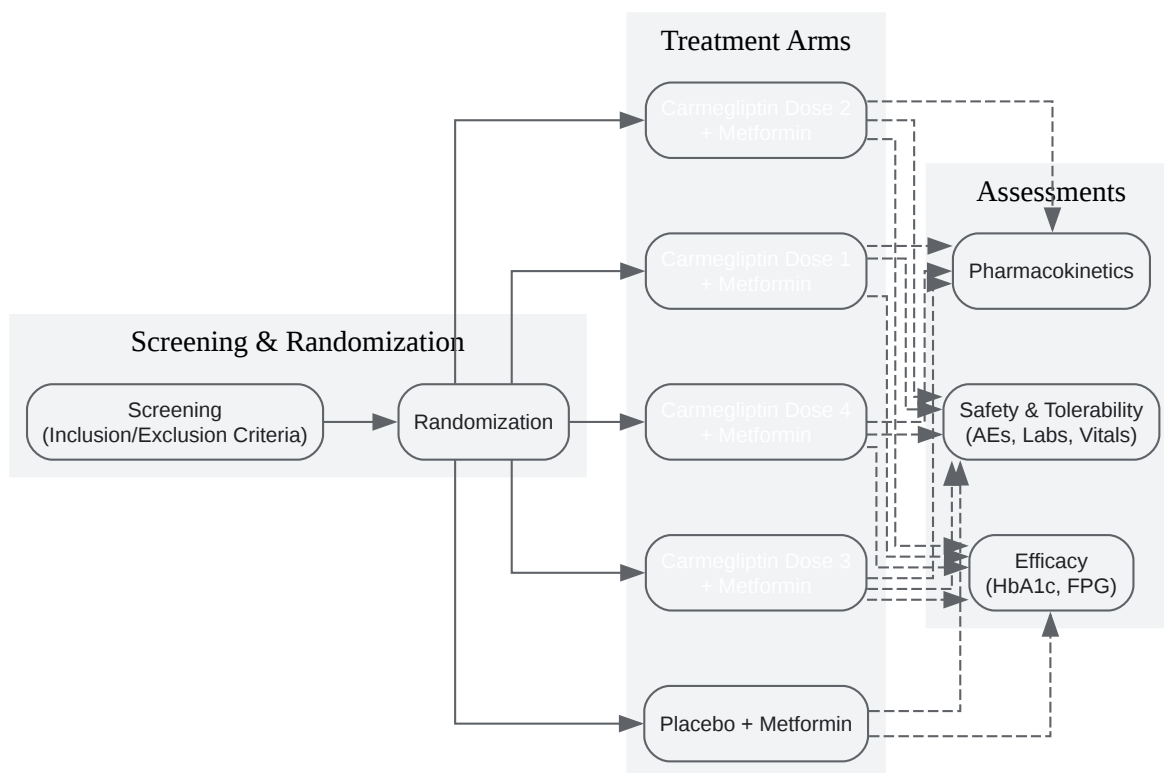 Treatment Arms
Carmegliptin Dose 2
+ Metformin
Assessments
Carmegliptin Dose 1
+ Metformin
Pharmacokinetics
Screening & Randomization
Screening
(Inclusion/Exclusion Criteria)
Randomization
Carmegliptin Dose 4
+ Metformin
Safety & Tolerability
(AEs, Labs, Vitals)
Carmegliptin Dose 3
+ Metformin
Efficacy
(HbA1c, FPG)
Placebo + Metformin